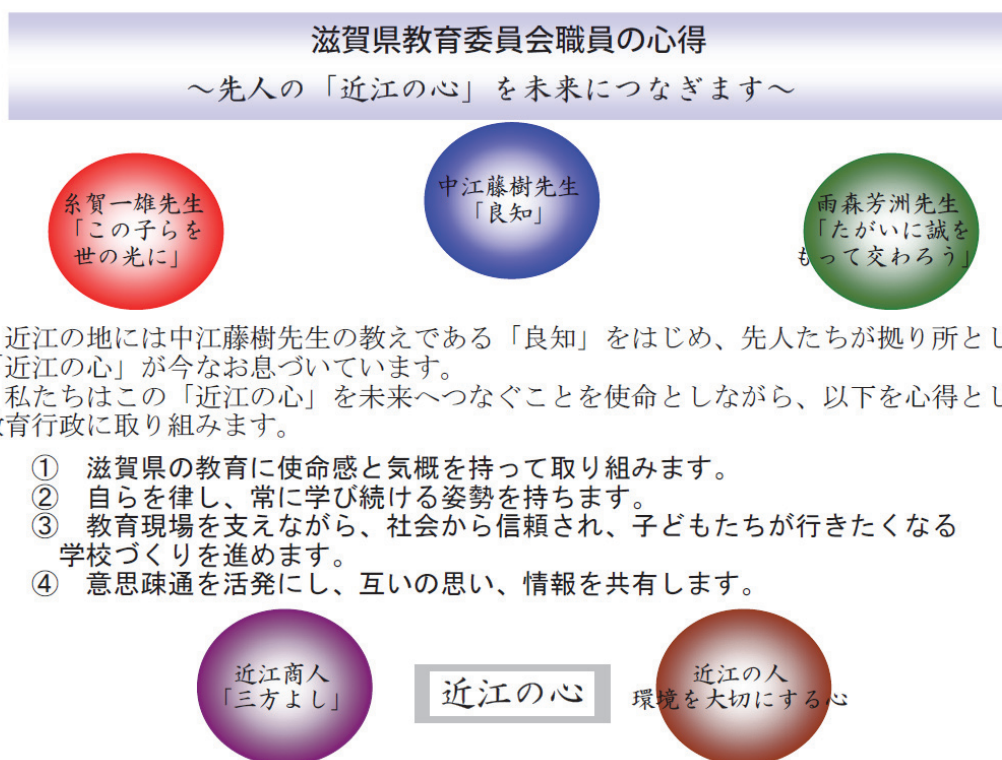 滋賀県教育委員会職員の心得
～先人の「近江の心」を未来につなぎます～
糸賀一雄先生
「この子らを
世の光に」
中江藤樹先生
「良知」
雨森芳洲先生
「たがいに誠を
もって交わろう」
近江の地には中江藤樹先生の教えである「良知」をはじめ、先人たちが拠り所とし
「近江の心」が今なお息づいています。
私たちはこの「近江の心」を未来へつなぐことを使命としながら、以下を心得とし
教育行政に取り組みます。
① 滋賀県の教育に使命感と気概を持って取り組みます。
② 自らを律し、常に学び続ける姿勢を持ちます。
③ 教育現場を支えながら、社会から信頼され、子どもたちが行きたくなる
学校づくりを進めます。
④ 意思疎通を活発にし、互いの思い、情報を共有します。
近江商人
「三方よし」
近江の心
近江の人
環境を大切にする心